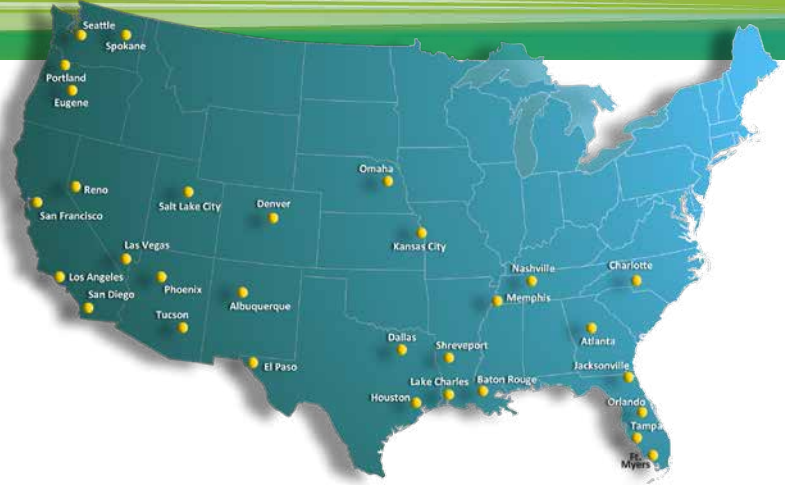 Seattle
Spokane
Portland
Eugene
Omaha
Reno
Salt Lake City
Denver
San Francisco
Kansas City
Las Vegas
Nashville
Charlotte
Los Angeles
Phoenix
San Diego
Albuquerque
Memphis
Tucson
Dallas
Shreveport
Atlanta
El Paso
Jacksonville
Lake Charles
Baton Rouge
Houston
Orlando
Tampa
Ft.
Myers